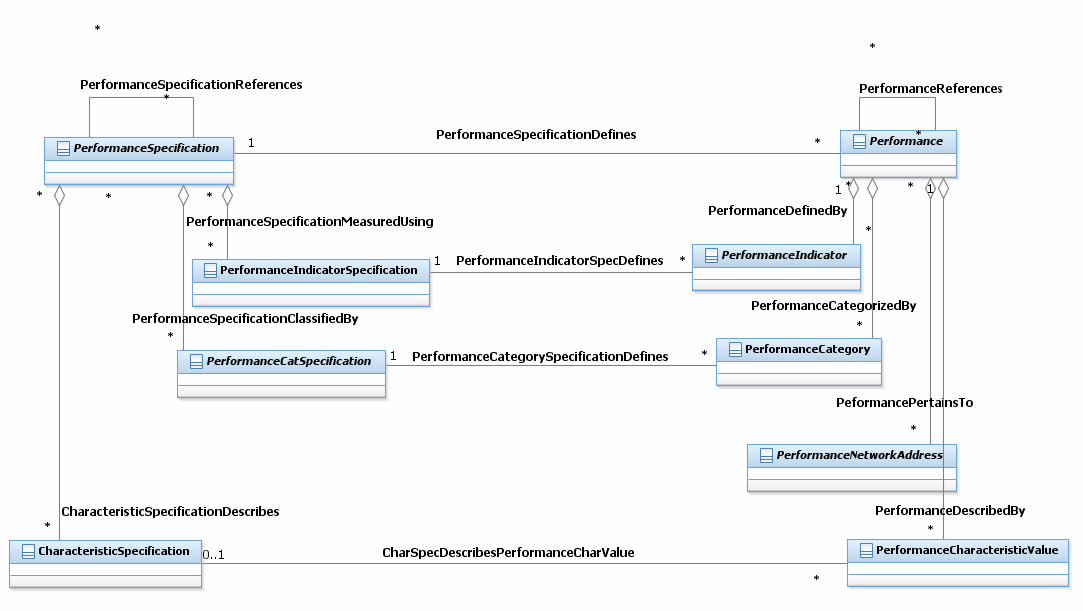 *
*
PerformanceSpecificationReferences
*
PerformanceReferences
PerformanceSpecification
1
PerformanceSpecificationDefines
*
*
Performance
*
*
*
1
*
*
1
PerformanceSpecificationMeasuredUsing
PerformanceDefinedBy
*
*
PerformanceIndicatorSpecification
1
PerformanceIndicatorSpecDefines
*
PerformanceIndicator
PerformanceCategorizedBy
PerformanceSpecificationClassifiedBy
*
*
PerformanceCatSpecification
1
PerformanceCategorySpecificationDefines
*
PerformanceCategory
PeformancePertainsTo
*
PerformanceNetworkAddress
CharacteristicSpecificationDescribes
PerformanceDescribedBy
*
*
CharacteristicSpecification
0..1
CharSpecDescribesPerformanceCharValue
*
PerformanceCharacteristicValue